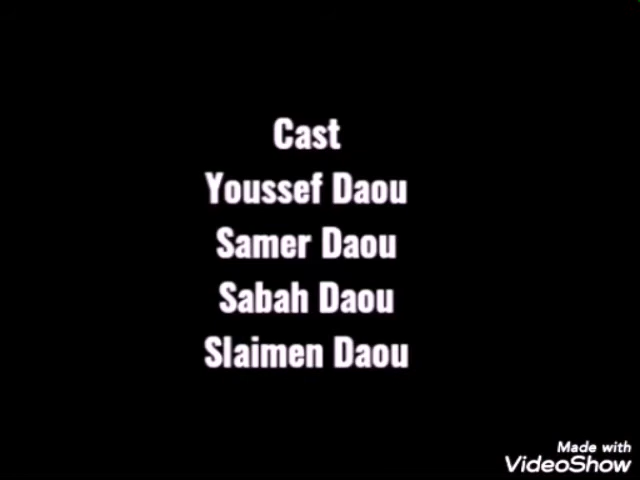 Cast
Youssef Daou
Samer Daou
Sabah Daou
Slaimen Daou
Made with
VideoShow